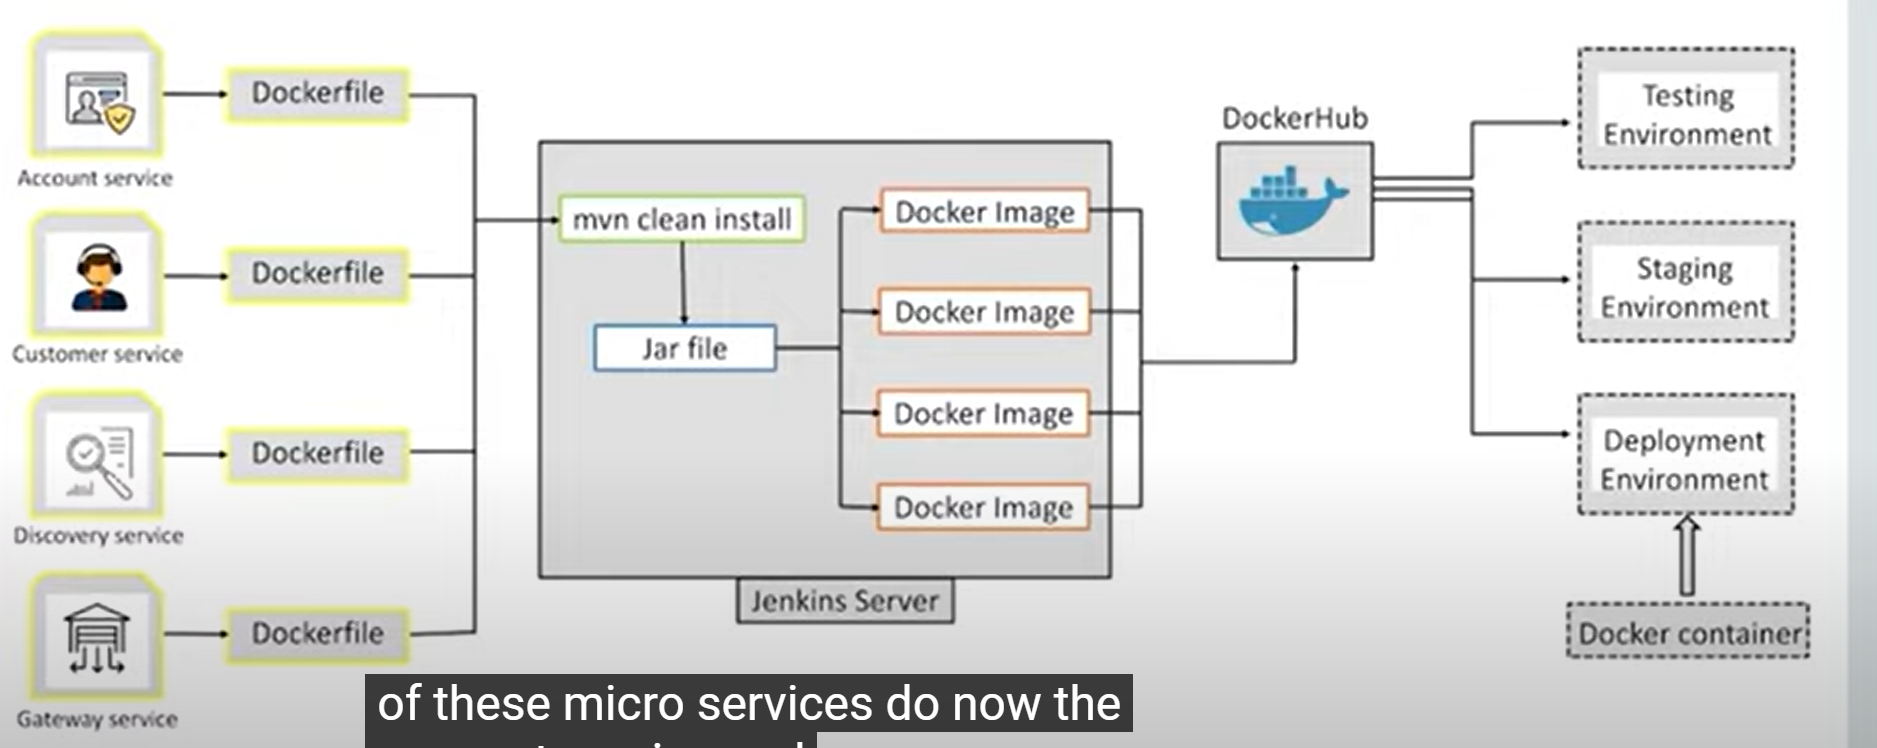 Dockerfile
Account service
Dockerfile
Customer service
Dockerfile
Discovery service
Dockerfile
Gateway service
mvn clean install
Jar file
Docker Image
Docker Image
Docker Image
Docker Image
Jenkins Server
DockerHub
Testing
Environment
Staging
Environment
Deployment
Environment
Docker container
of these micro services do now the